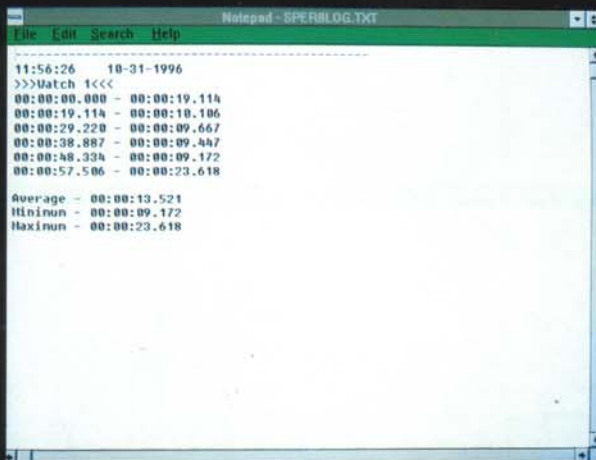 Notepad - SPER8LOG.TXT
File Edit Search Help
-----------------------------------------------------------
11:56:26 10-31-1996
>>>Watch 1<<<
00:00:00.000 - 00:00:19.114
00:00:19.114 - 00:00:10.106
00:00:29.220 - 00:00:09.667
00:00:38.887 - 00:00:09.447
00:00:48.334 - 00:00:09.172
00:00:57.506 - 00:00:23.618
Average - 00:00:13.521
Minimum - 00:00:09.172
Maximum - 00:00:23.618